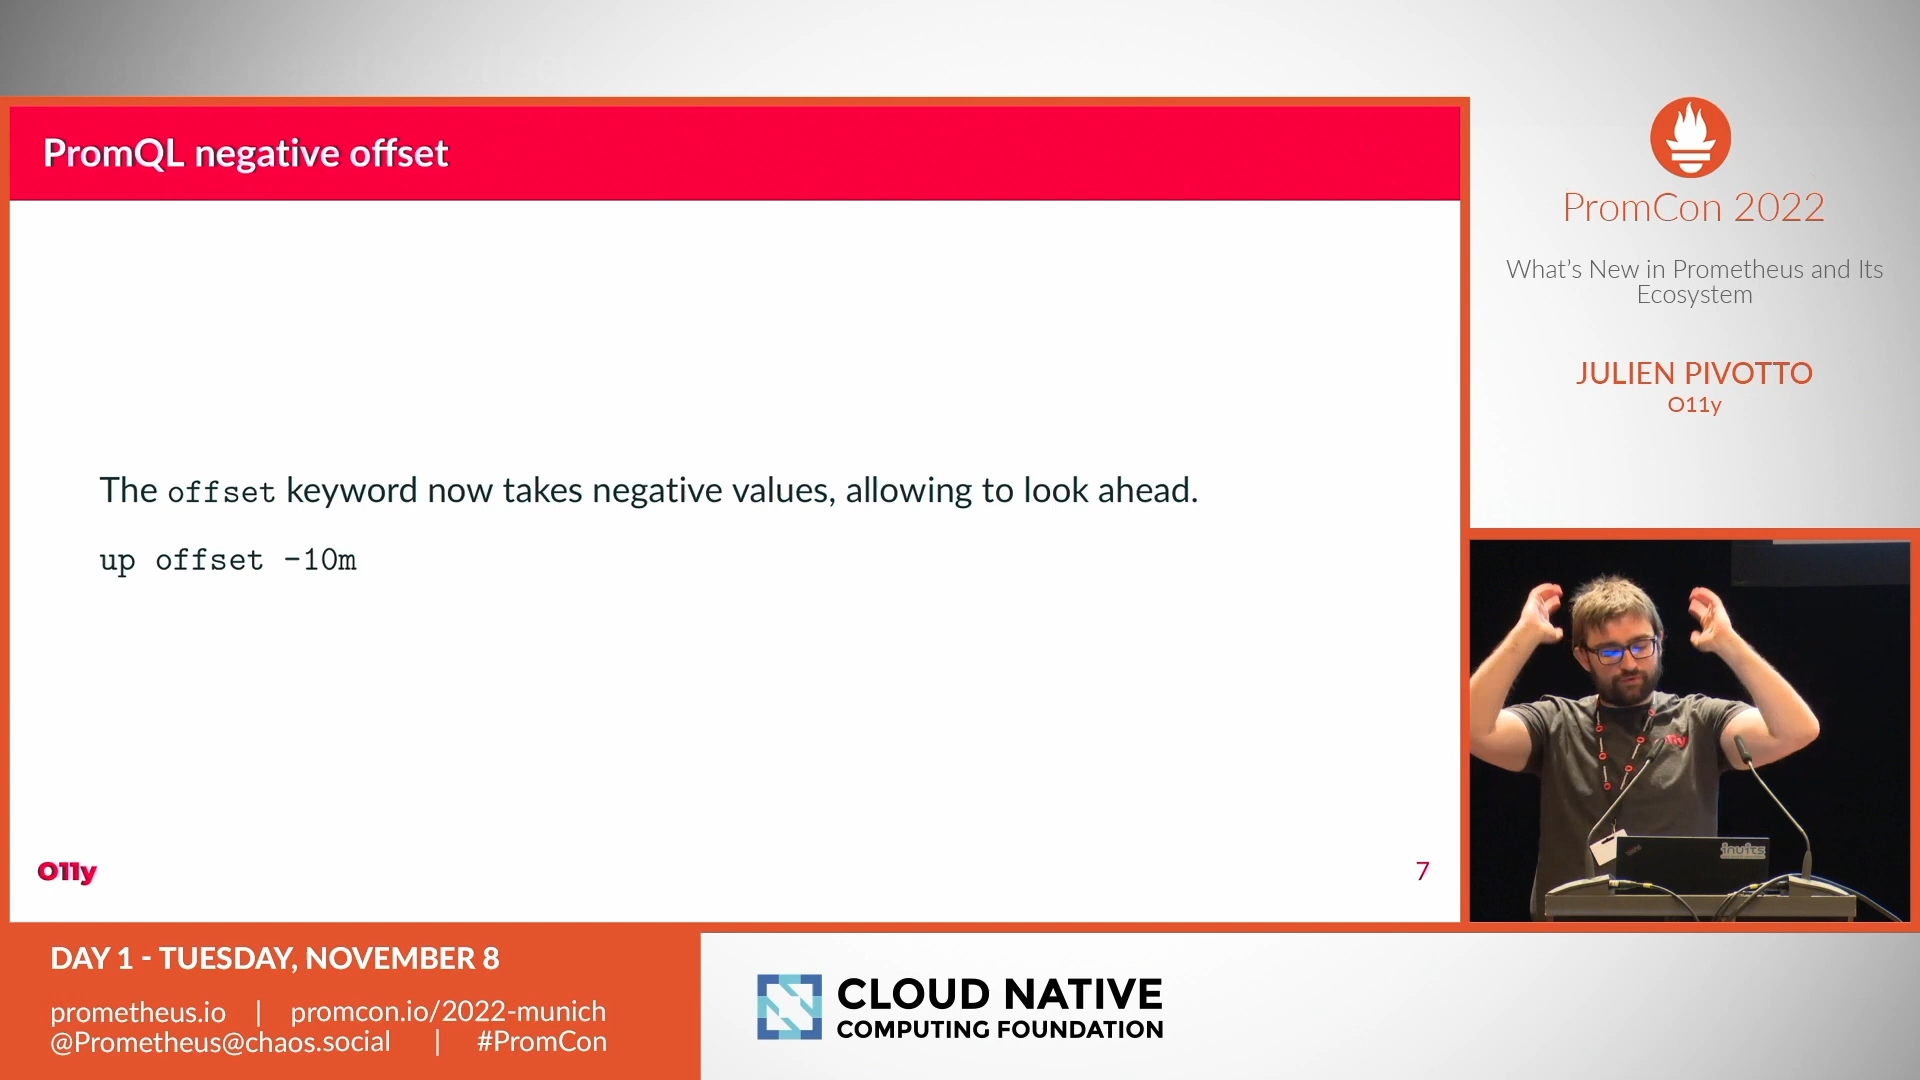 PromQL negative offset
The offset keyword now takes negative values, allowing to look ahead.
up offset -10m
O11y
7
PromCon 2022
What's New in Prometheus and Its
Ecosystem
JULIEN PIVOTTO
O11y
O11y
inuits
DAY 1 - TUESDAY, NOVEMBER 8
prometheus.io | promcon.io/2022-munich
@Prometheus@chaos.social | #PromCon
CLOUD NATIVE
COMPUTING FOUNDATION